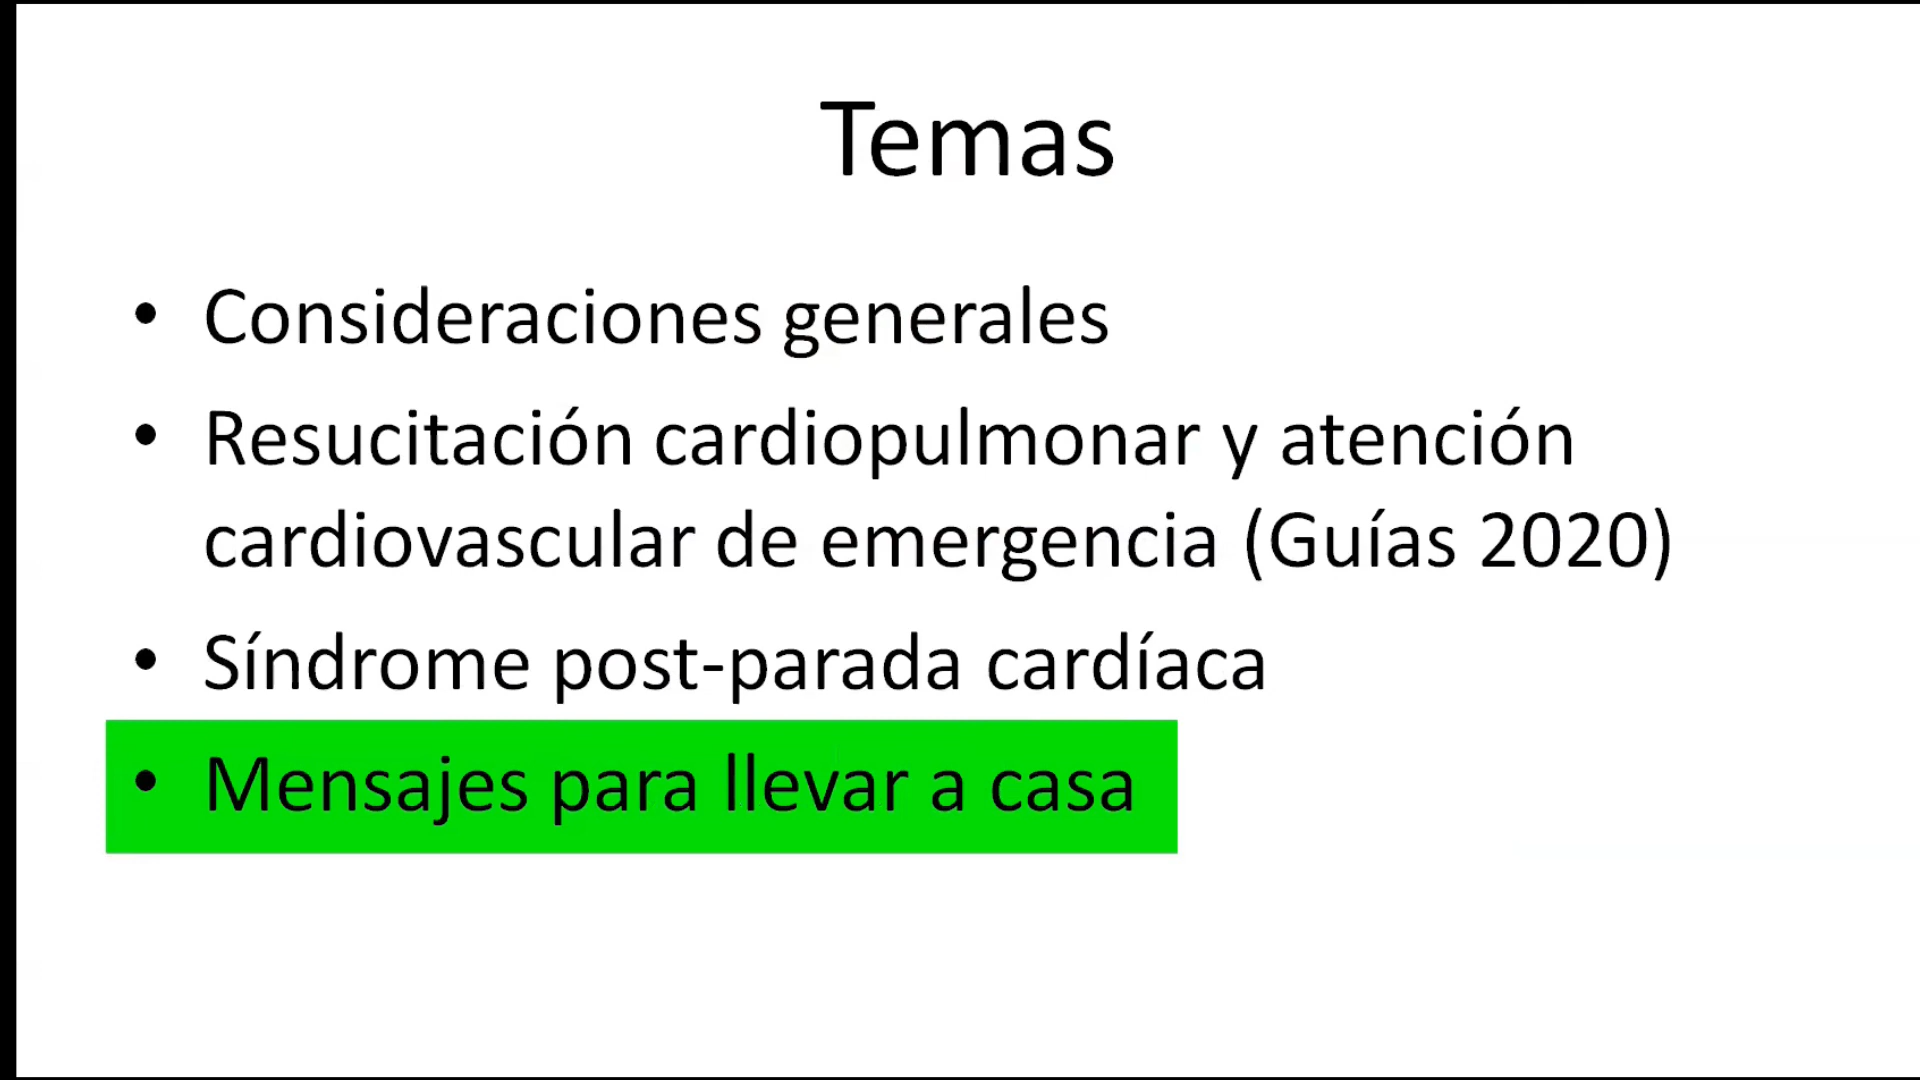 Temas
• Consideraciones generales
• Resucitación cardiopulmonar y atención
cardiovascular de emergencia (Guías 2020)
• Síndrome post-parada cardíaca
• Mensajes para llevar a casa